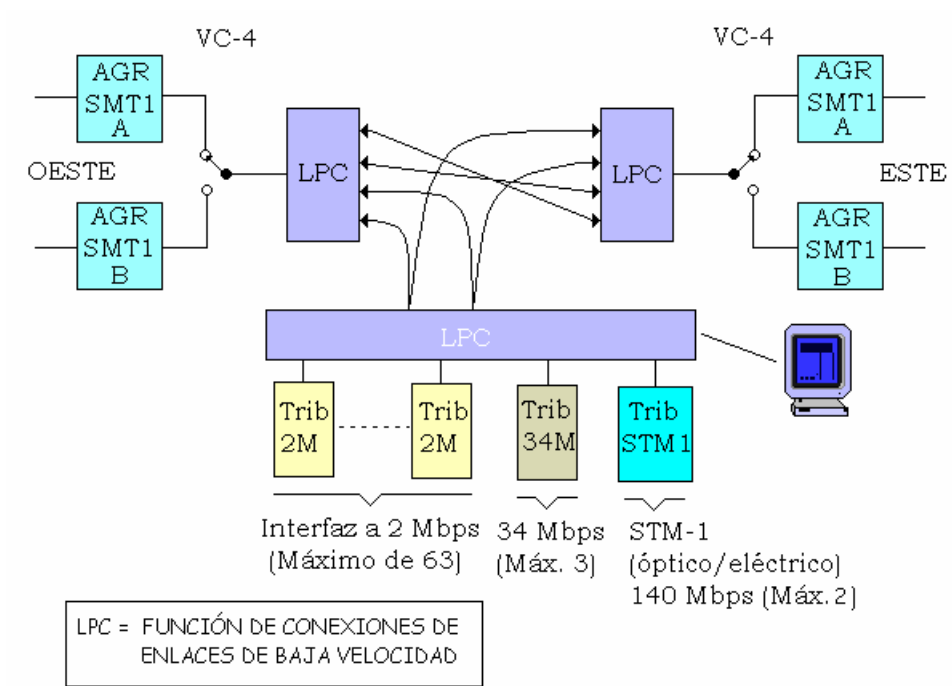 VC-4
VC-4
AGR
SMT1
A
AGR
SMT1
A
OESTE
LPC
LPC
ESTE
AGR
SMT1
B
AGR
SMT1
B
LPC
Trib
2M
Trib
2M
Trib
34M
Trib
STM1
Interfaz a 2 Mbps
(Máximo de 63)
34 Mbps
(Máx. 3)
STM-1
(óptico/eléctrico)
140 Mbps (Máx.2)
LPC = FUNCIÓN DE CONEXIONES DE
ENLACES DE BAJA VELOCIDAD